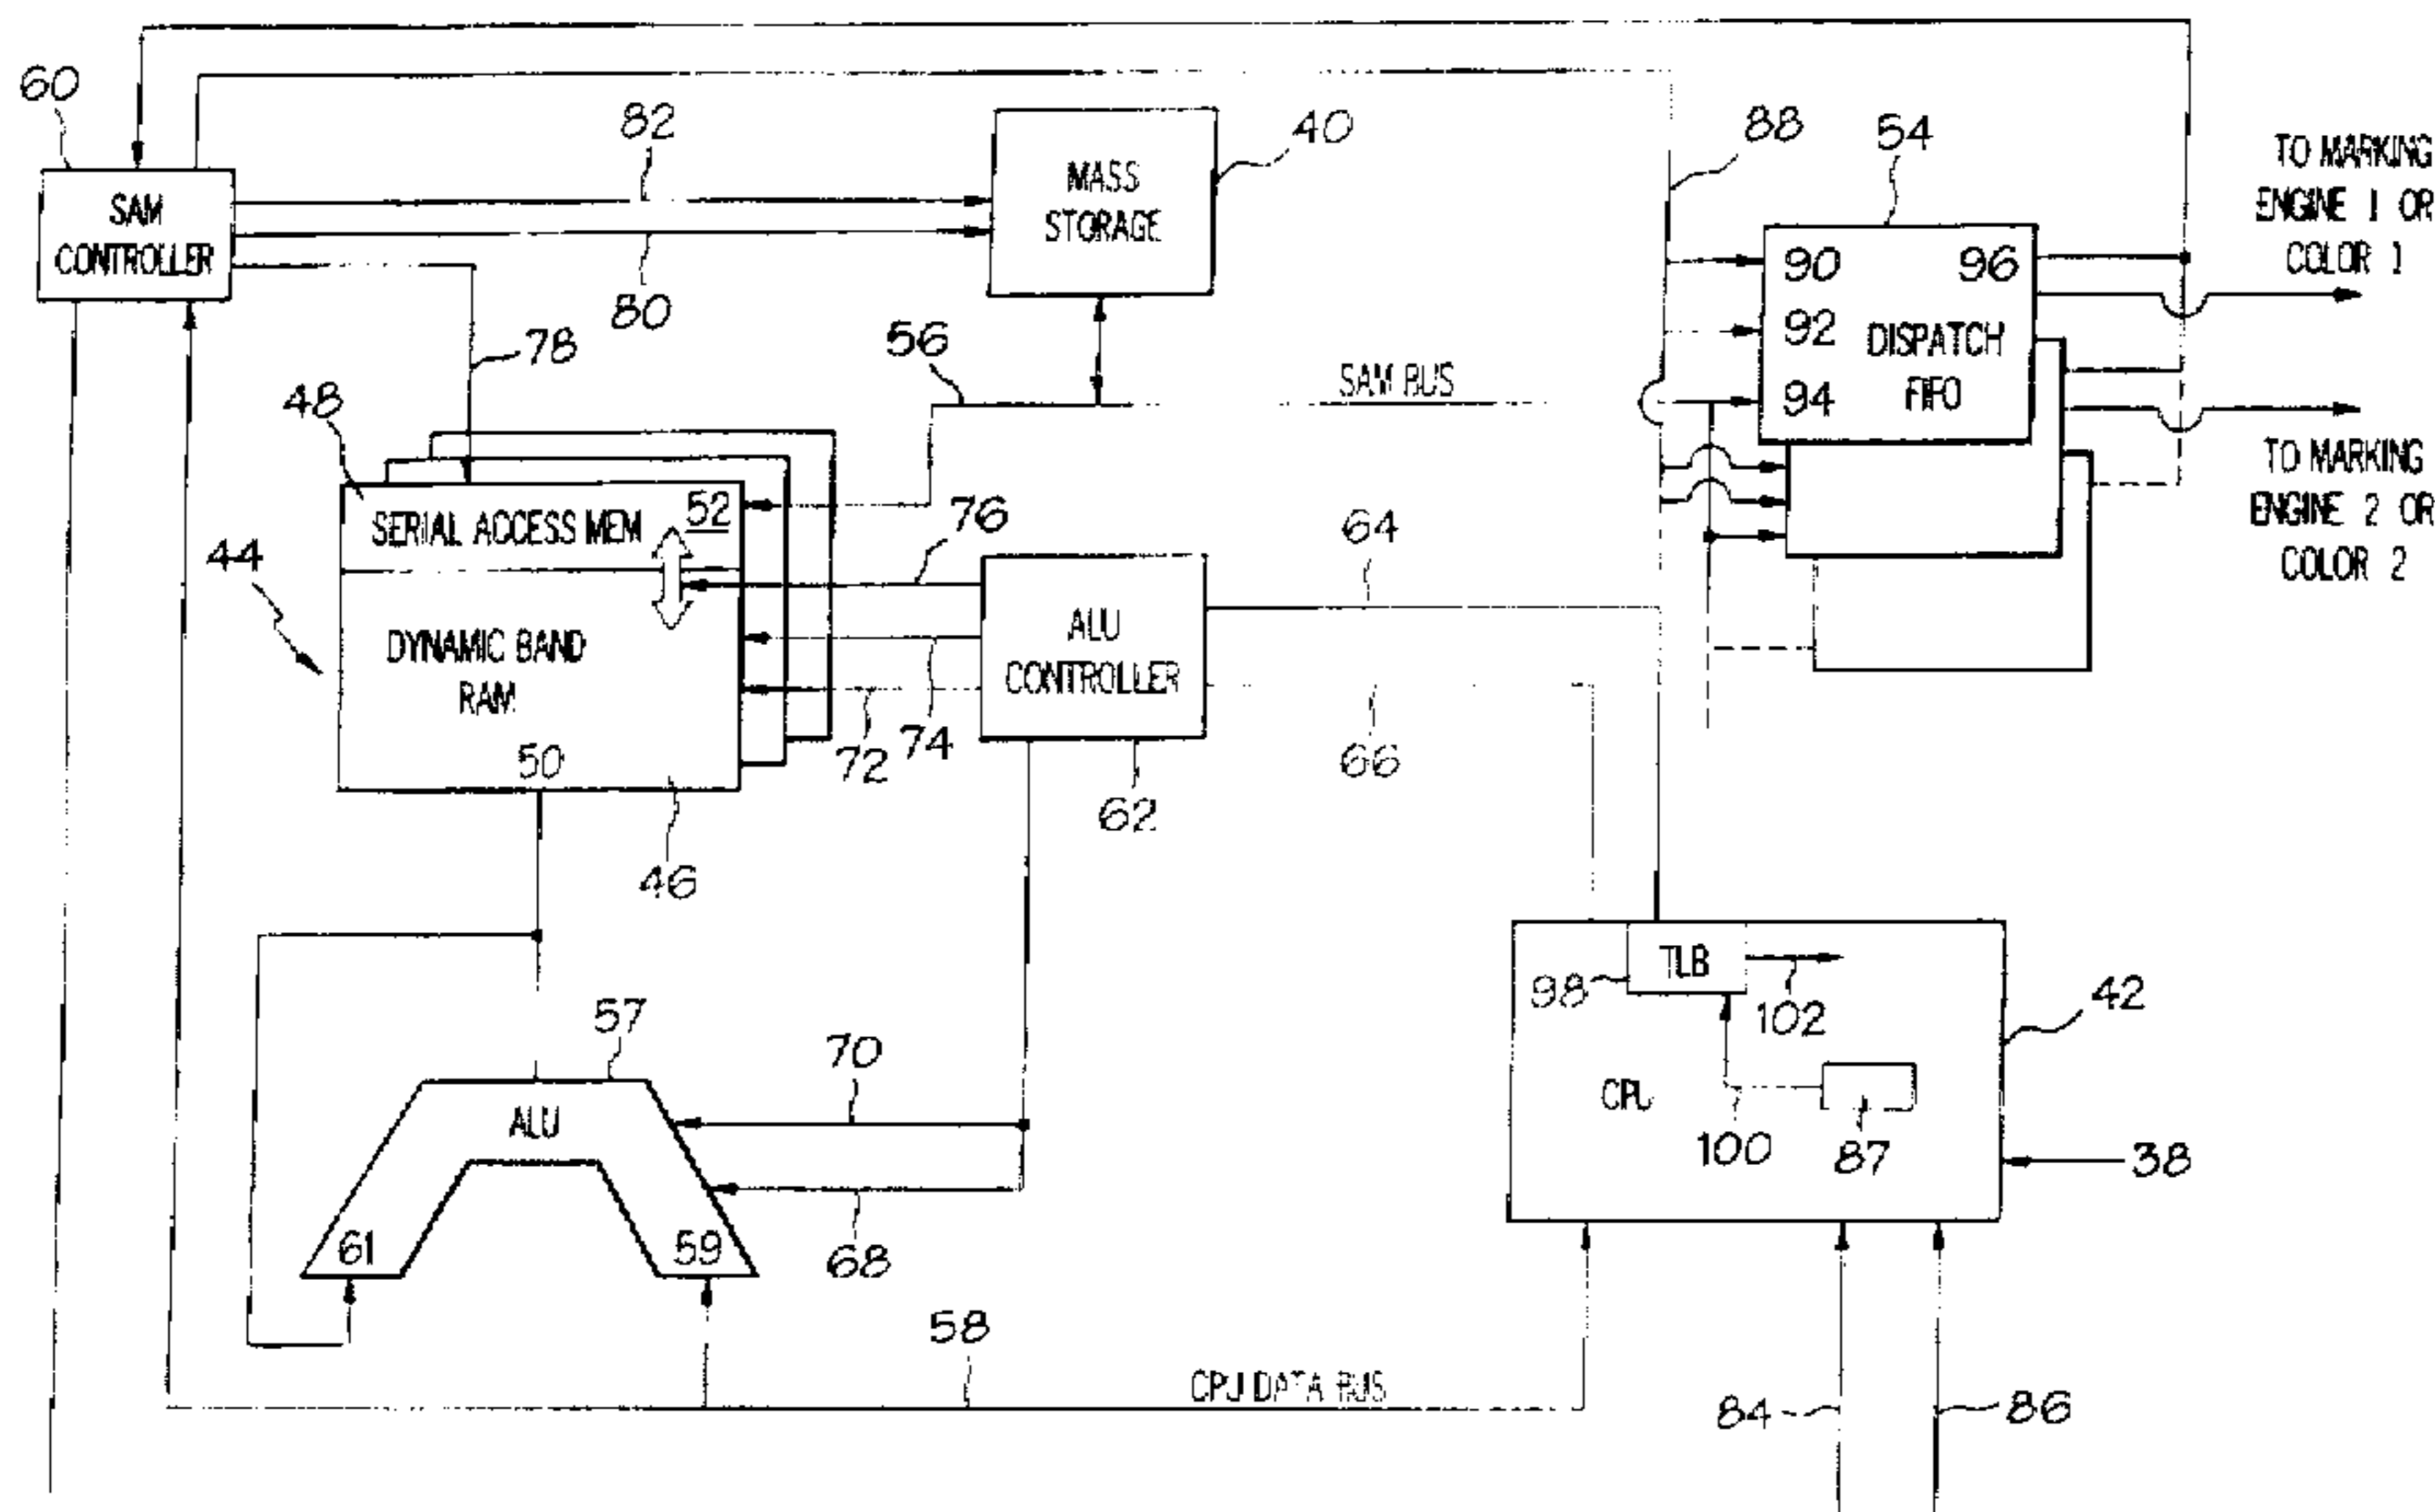 60
SAM
CONTROLLER
82
80
78
MASS
STORAGE
40
88
54
90
96
92
DISPATCH
FIFO
94
TO MARKING
ENGINE 1 OR
COLOR 1
TO MARKING
ENGINE 2 OR
COLOR 2
56
SAM BUS
48
SERIAL ACCESS MEM
52
44
DYNAMIC BAND
RAM
50
46
76
74
72
ALU
CONTROLLER
62
64
66
57
ALU
61
59
70
68
TLB
98
102
42
CPU
100
87
38
58
CPU DATA BUS
84
86